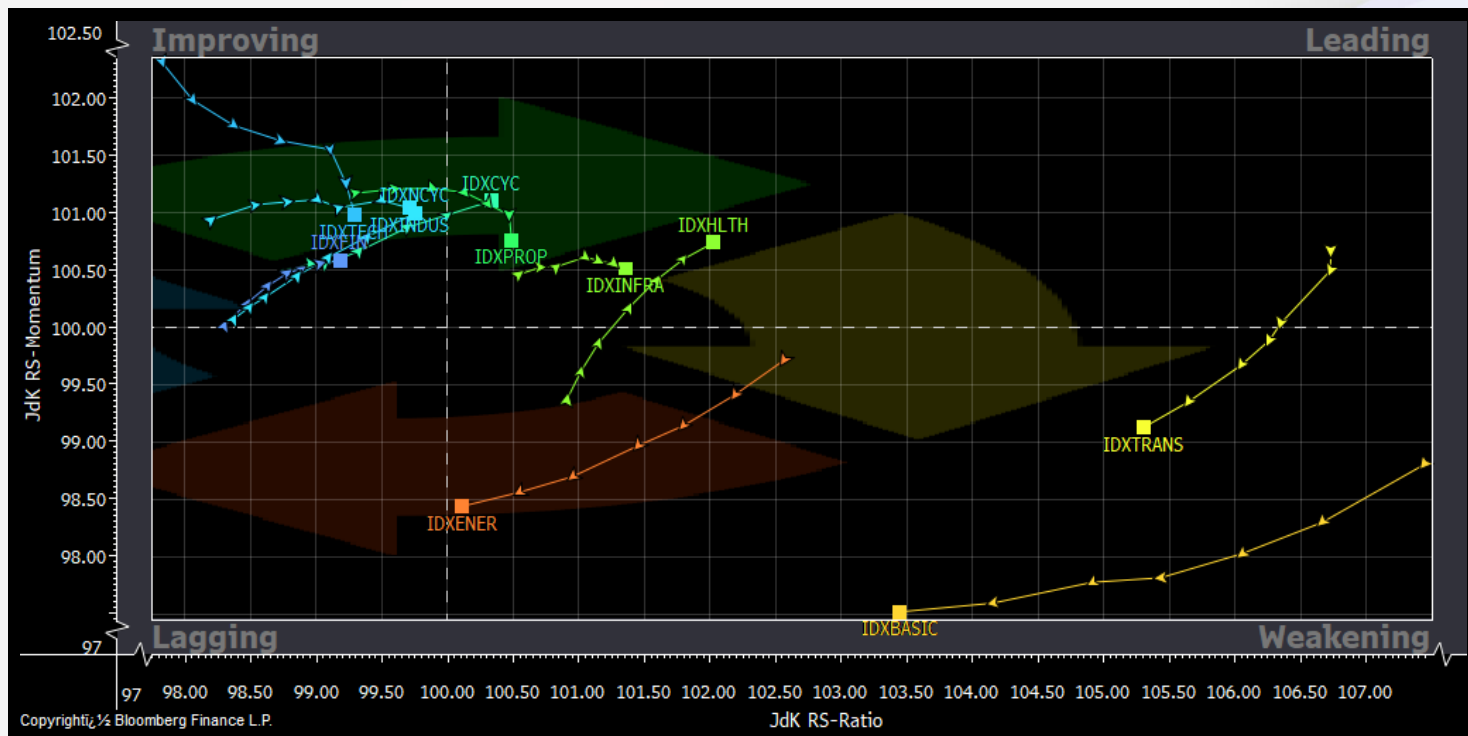 102.50
Improving
Leading
102.00
101.50
101.00
100.50
100.00
99.50
99.00
98.50
98.00
97
JdK RS-Momentum
IDXNCYC
IDXCYC
IDXTECH
IDXINDUS
IDXFIN
IDXPROP
IDXINFRA
IDXHLTH
IDXTRANS
IDXENER
IDXBASIC
Lagging
Weakening
97 98.00 98.50 99.00 99.50 100.00 100.50 101.00 101.50 102.00 102.50 103.00 103.50 104.00 104.50 105.00 105.50 106.00 106.50 107.00
Copyrightï¿½ Bloomberg Finance L.P.
JdK RS-Ratio